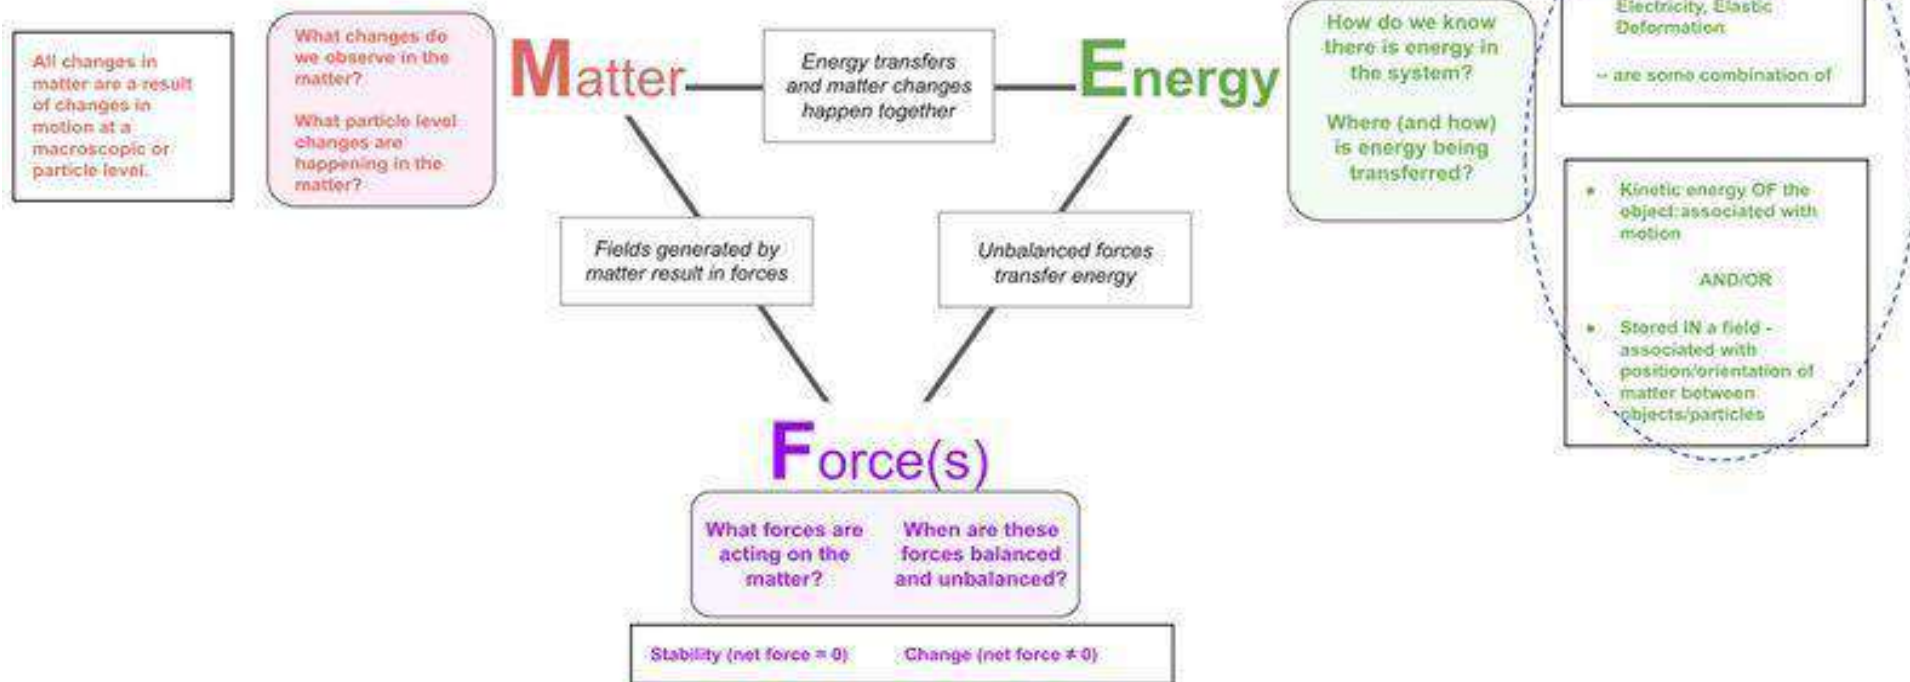 All changes in
matter are a result
of changes in
motion at a
macroscopic or
particle level.
What changes do
we observe in the
matter?
What particle level
changes are
happening in the
matter?
Matter
Energy transfers
and matter changes
happen together
Energy
How do we know
there is energy in
the system?
Where (and how)
is energy being
transferred?
Electricity, Elastic
Deformation
-- are some combination of
• Kinetic energy OF the
object:associated with
motion
AND/OR
• Stored IN a field -
associated with
position/orientation of
matter between
objects/particles
Fields generated by
matter result in forces
Unbalanced forces
transfer energy
Force(s)
What forces are
acting on the
matter?
When are these
forces balanced
and unbalanced?
Stability (net force = 0)
Change (net force ≠ 0)